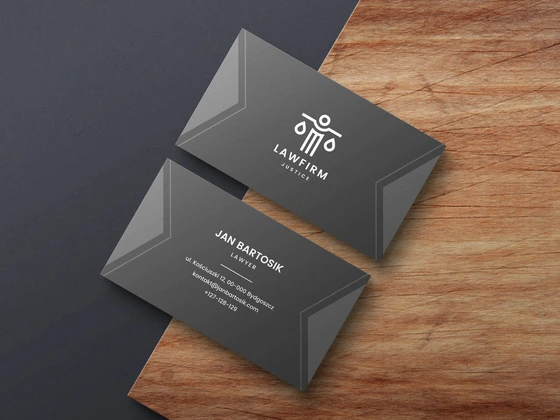 LAWFIRM
JUSTICE
JAN BARTOSIK
LAWYER
ul. Kościuszki 12, 00-000 Bydgoszcz
kontakt@janbartosik.com
+127-128-129